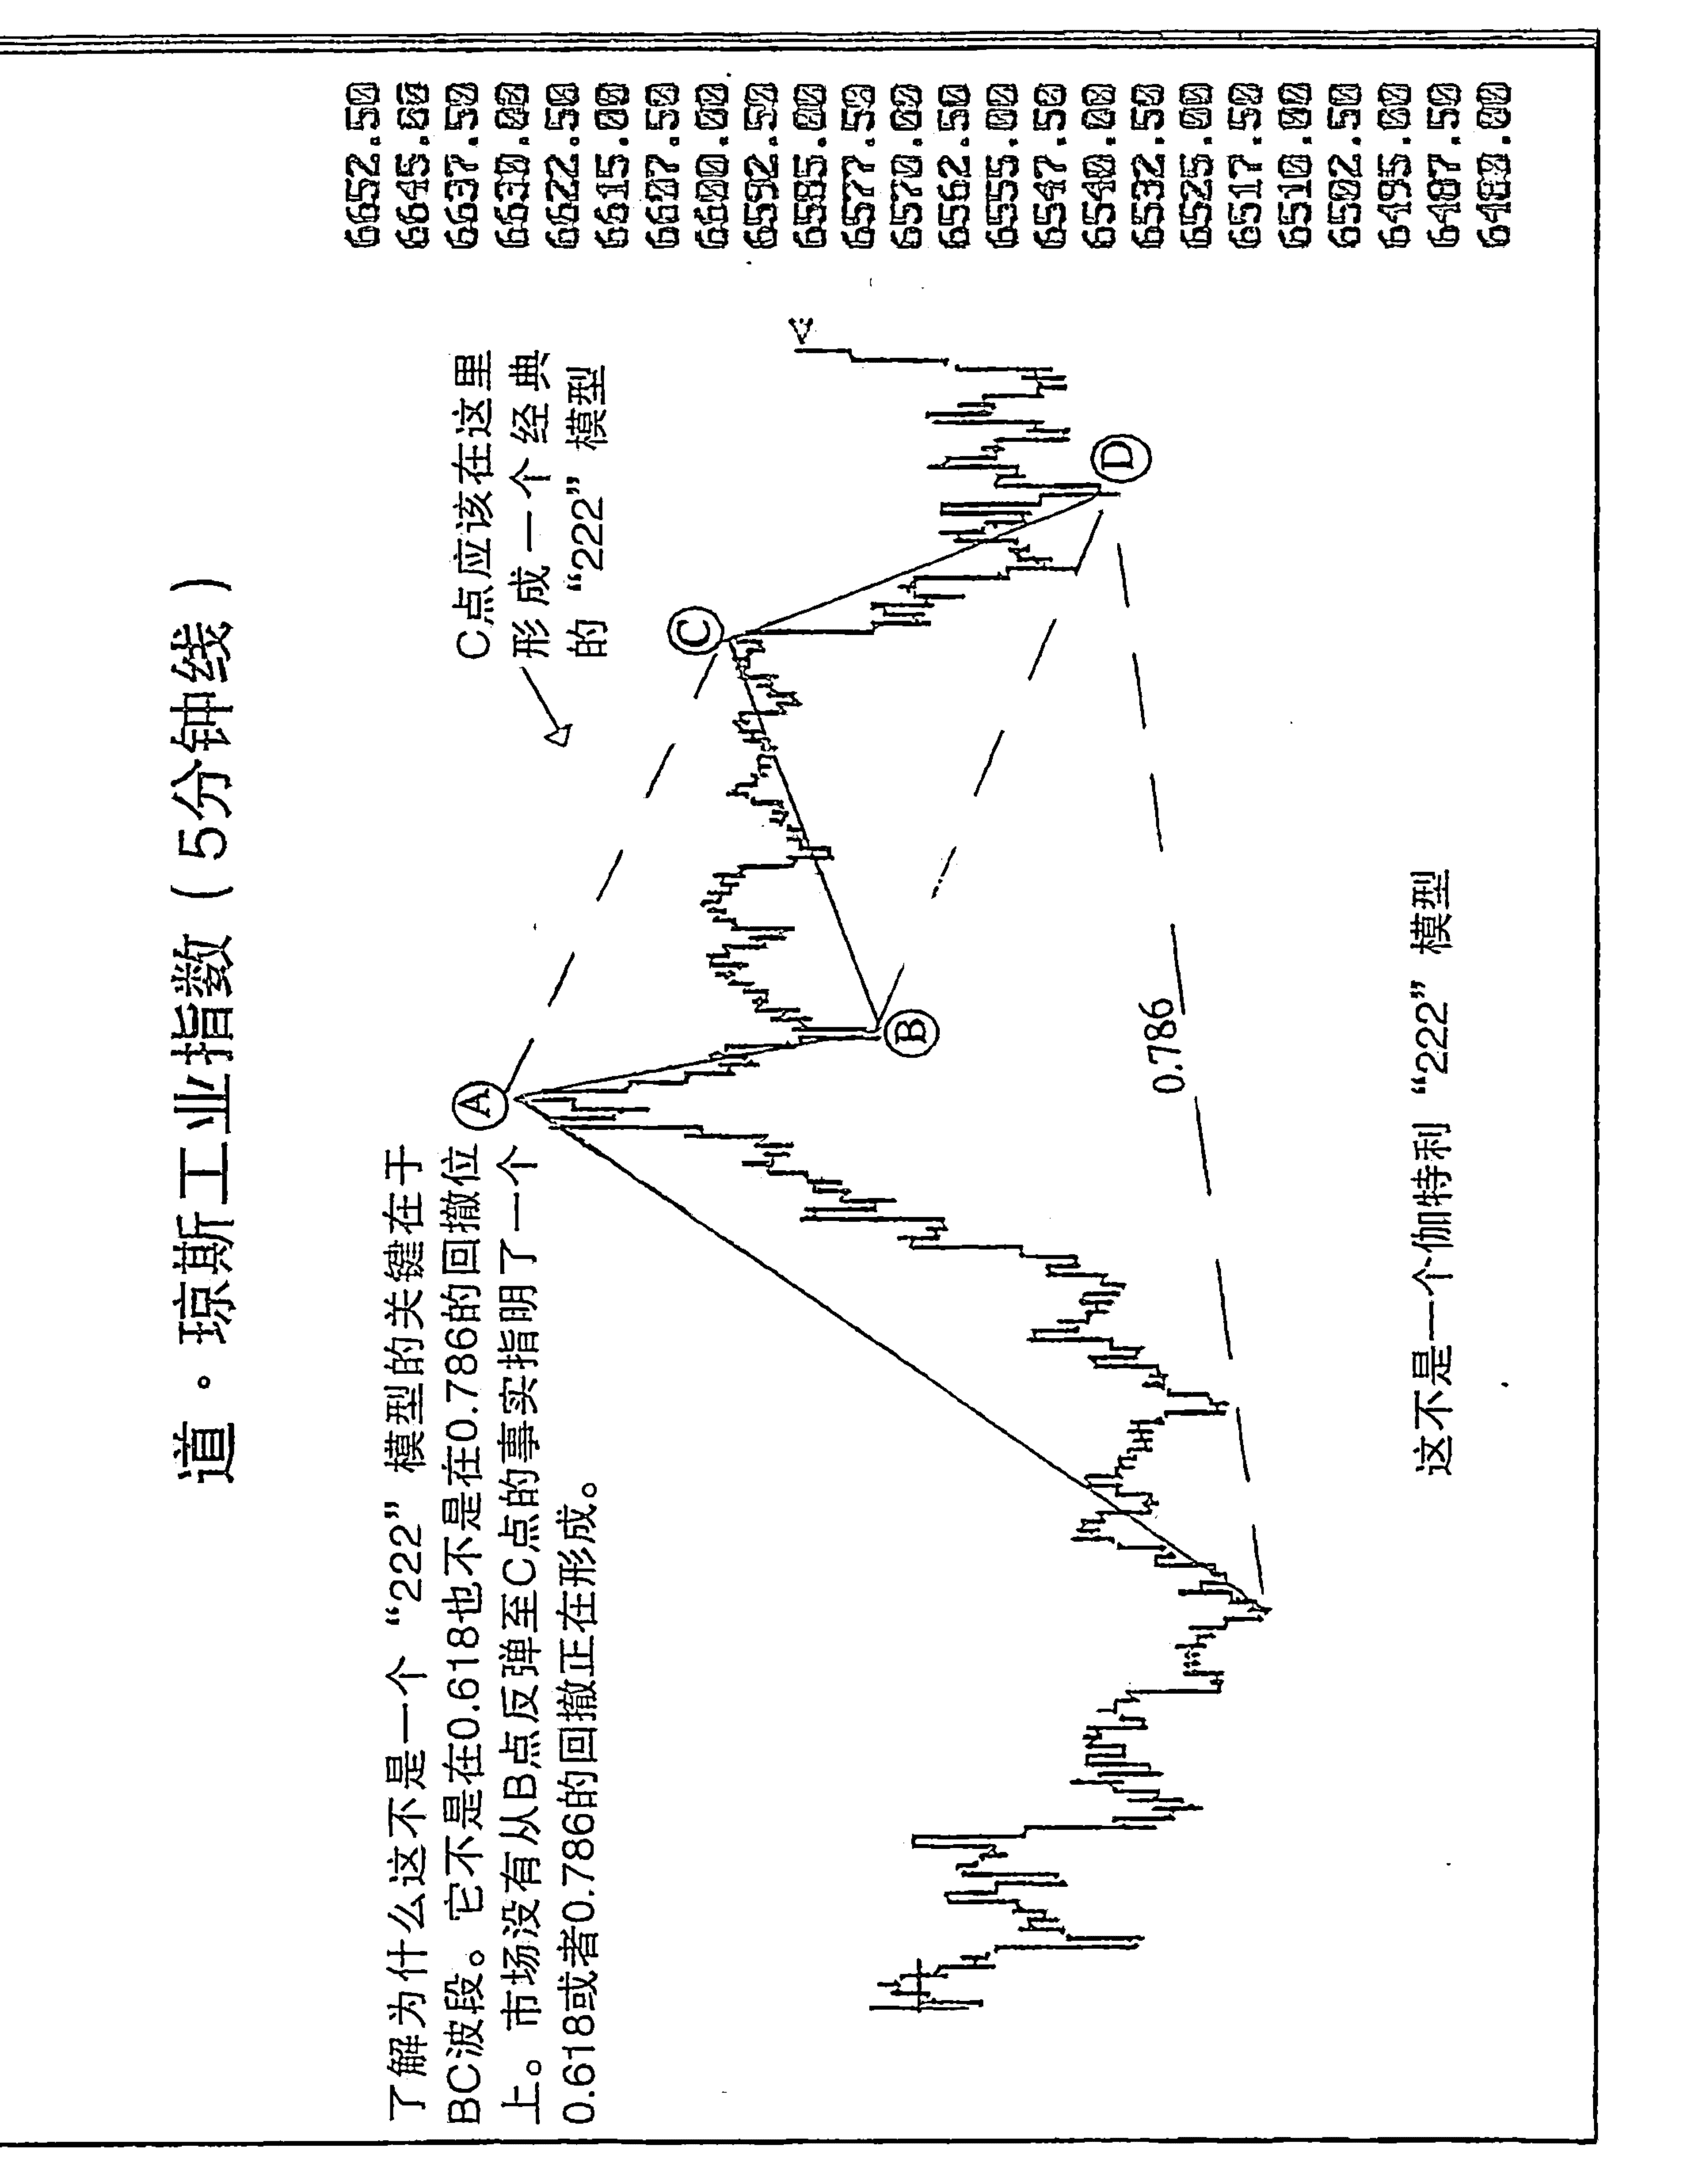 道·琼斯工业指数（5分钟线）
了解为什么这不是一个“222”模型的关键在于
BC波段。它不是在0.618也不是在0.786的回撤位
上。市场没有从B点反弹至C点的事实指明了一个
0.618或者0.786的回撤正在形成。
C点应该在这里
形成一个经典
的“222”模型
A
B
C
D
0.786
6652.50
6645.00
6637.50
6630.00
6622.50
6615.00
6607.50
6600.00
6592.50
6585.00
6577.50
6570.00
6562.50
6555.00
6547.50
6540.00
6532.50
6525.00
6517.50
6510.00
6502.50
6495.00
6487.50
6480.00
这不是一个伽特利“222”模型